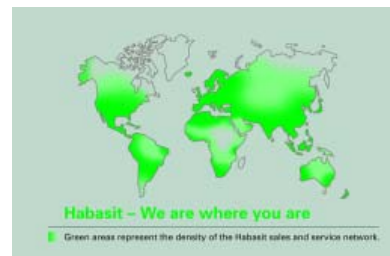 Habasit – We are where you are
Green areas represent the density of the Habasit sales and service network.